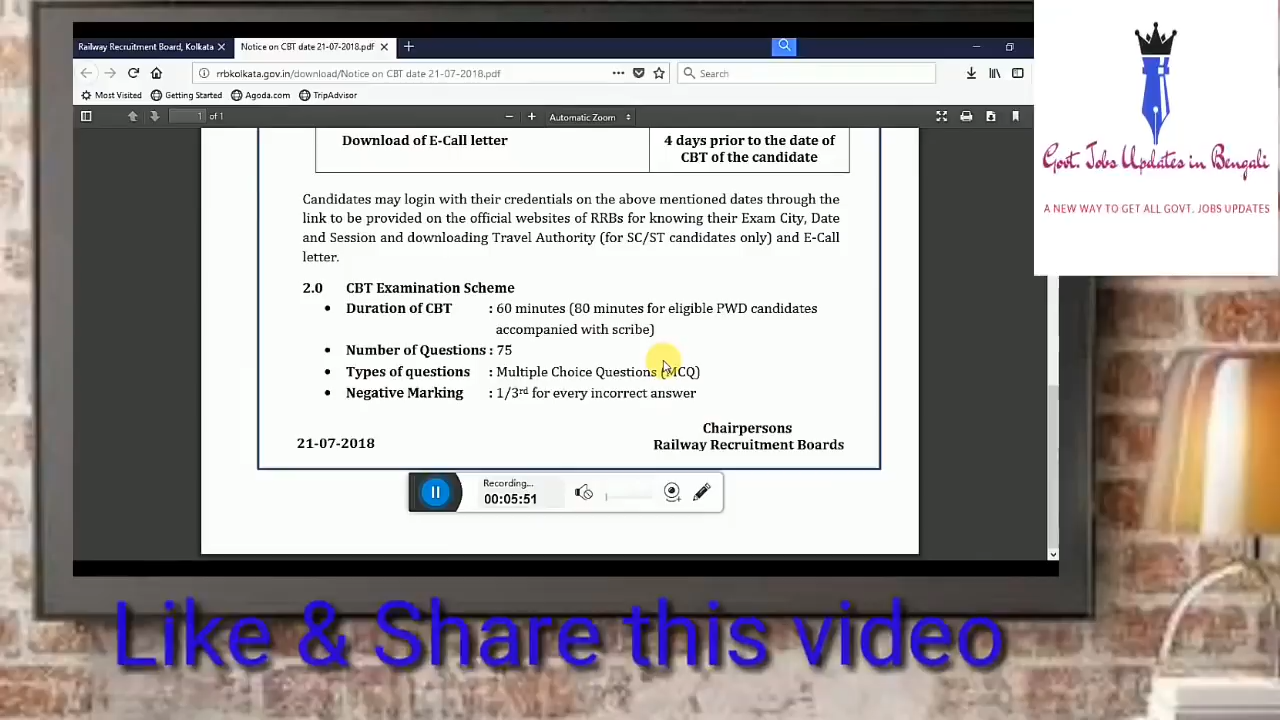 Railway Recruitment Board, Kolkata
Notice on CBT date 21-07-2018.pdf
rrbkolkata.gov.in/download/Notice on CBT date 21-07-2018.pdf
Search
Most Visited
Getting Started
Agoda.com
TripAdvisor
1
of 1
Automatic Zoom
Download of E-Call letter
4 days prior to the date of
CBT of the candidate
Candidates may login with their credentials on the above mentioned dates through the
link to be provided on the official websites of RRBs for knowing their Exam City, Date
and Session and downloading Travel Authority (for SC/ST candidates only) and E-Call
letter.
2.0 CBT Examination Scheme
• Duration of CBT : 60 minutes (80 minutes for eligible PWD candidates
accompanied with scribe)
• Number of Questions : 75
• Types of questions : Multiple Choice Questions (MCQ)
• Negative Marking : 1/3rd for every incorrect answer
Chairpersons
21-07-2018
Railway Recruitment Boards
Recording...
00:05:51
Govt. Jobs Updates in Bengali
A NEW WAY TO GET ALL GOVT. JOBS UPDATES
Like & Share this video